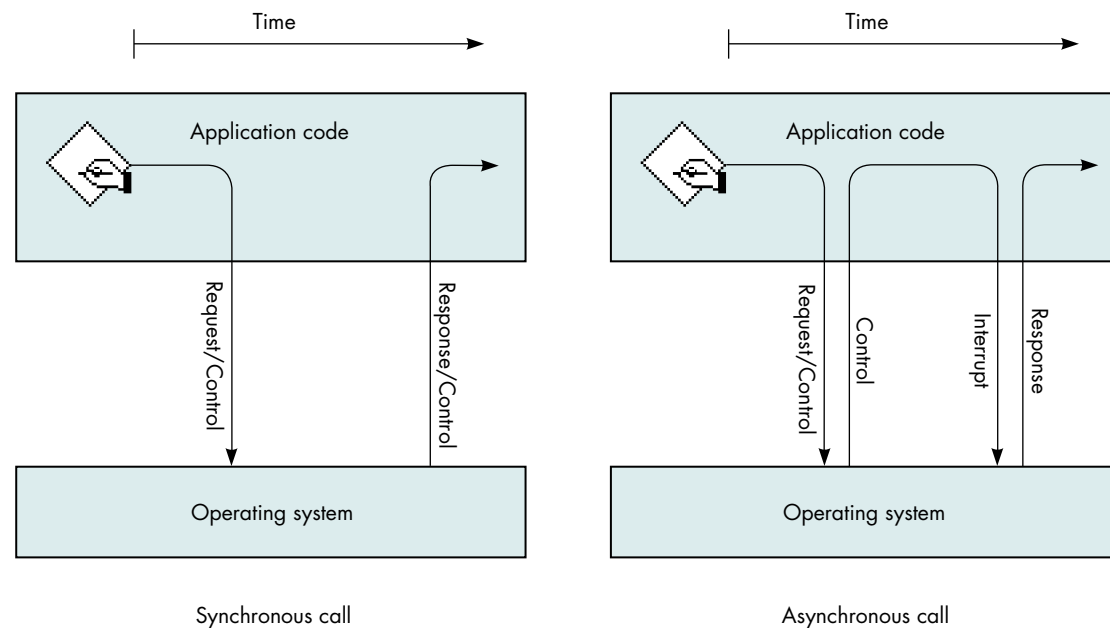 Time
Application code
Request/Control
Response/Control
Operating system
Synchronous call
Time
Application code
Request/Control
Control
Interrupt
Response
Operating system
Asynchronous call